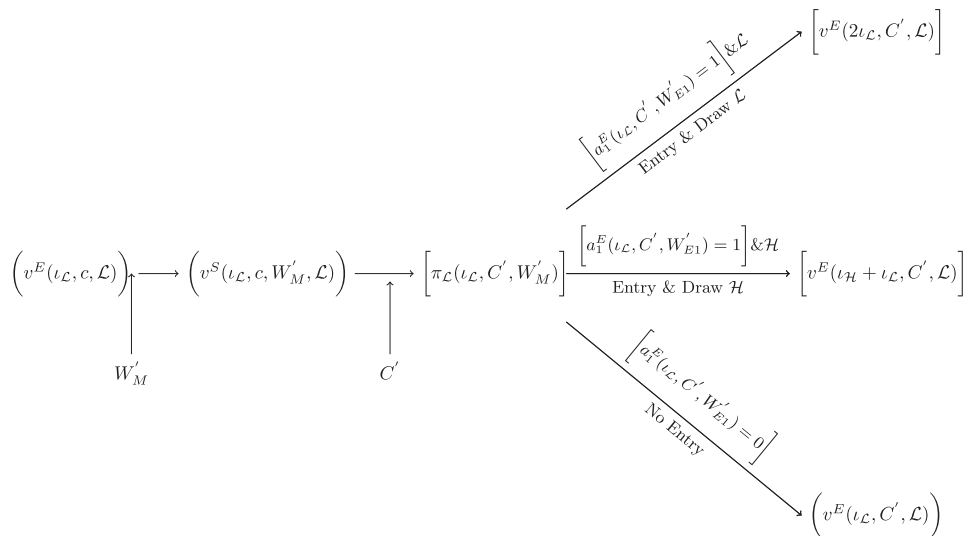 [v^E(2ι_ℒ, C′, ℒ)]
[a_1^E(ι_ℒ, C′, W′_{E1}) = 1]&ℒ
Entry & Draw ℒ
(v^E(ι_ℒ, c, ℒ))
(v^S(ι_ℒ, c, W′_M, ℒ))
[π_ℒ(ι_ℒ, C′, W′_M)]
[a_1^E(ι_ℒ, C′, W′_{E1}) = 1]&ℋ
Entry & Draw ℋ
[v^E(ι_ℋ + ι_ℒ, C′, ℒ)]
W′_M
C′
[a_1^E(ι_ℒ, C′, W′_{E1}) = 0]
No Entry
(v^E(ι_ℒ, C′, ℒ))